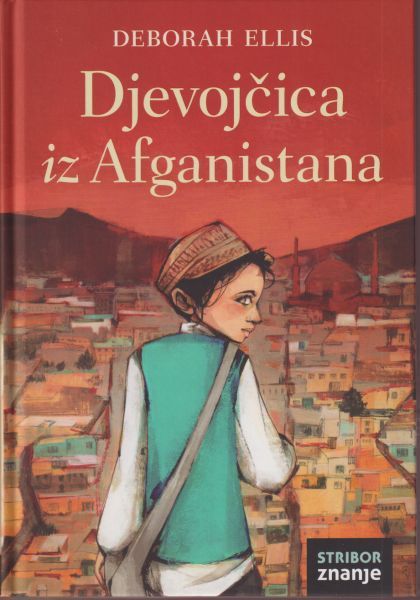 DEBORAH ELLIS
Djevojčica
iz Afganistana
STRIBOR
znanje